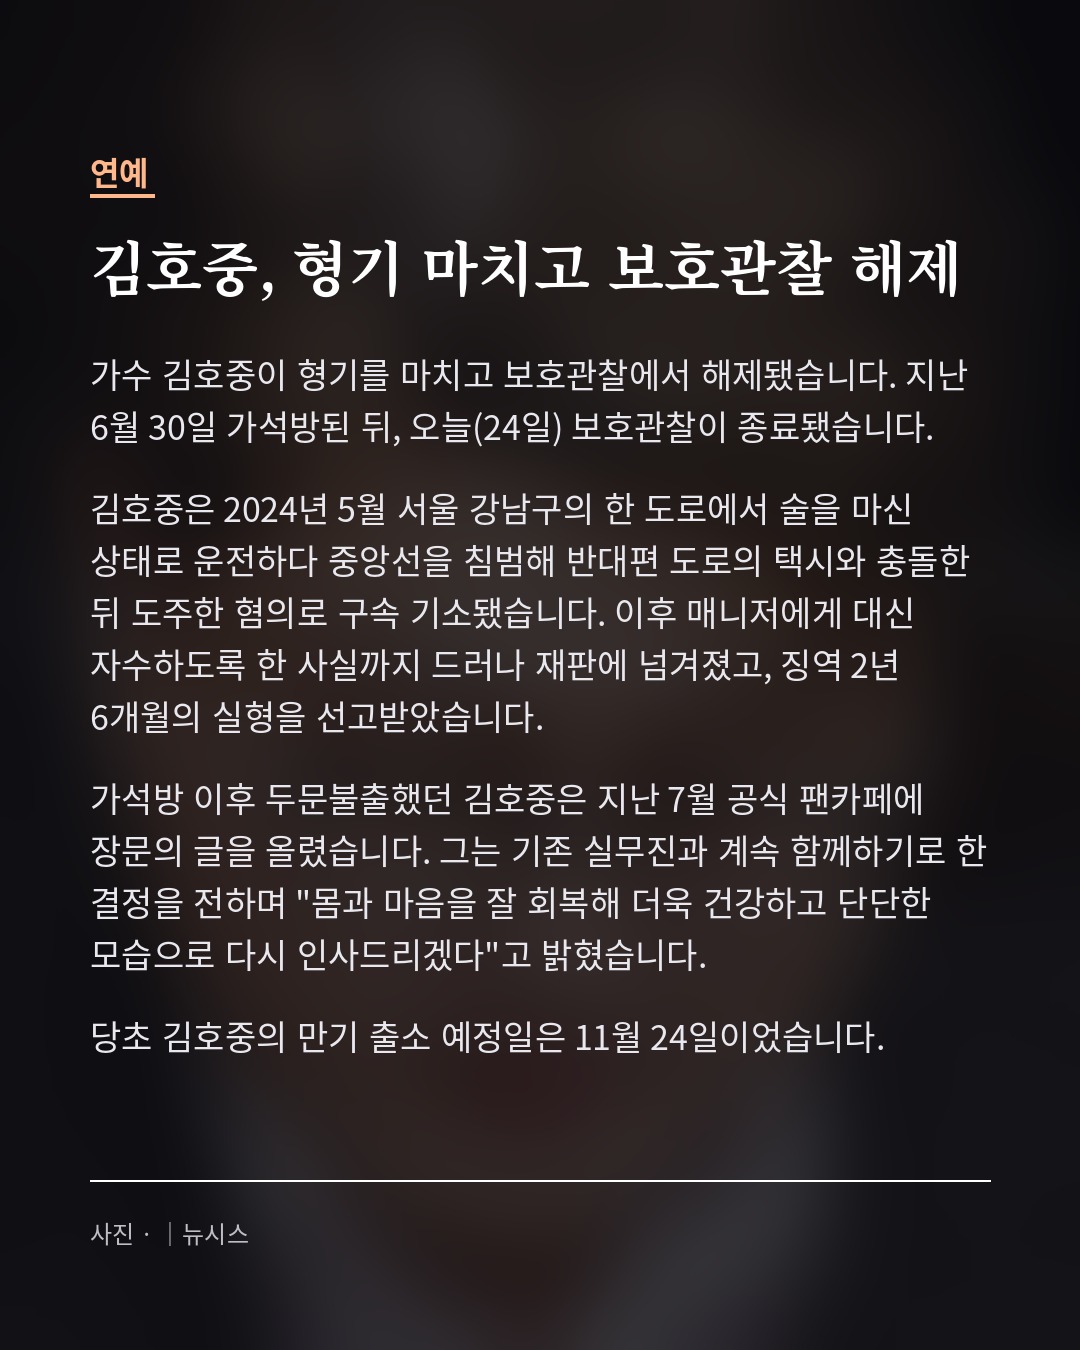 연예
김호중, 형기 마치고 보호관찰 해제
가수 김호중이 형기를 마치고 보호관찰에서 해제됐습니다. 지난
6월 30일 가석방된 뒤, 오늘(24일) 보호관찰이 종료됐습니다.
김호중은 2024년 5월 서울 강남구의 한 도로에서 술을 마신
상태로 운전하다 중앙선을 침범해 반대편 도로의 택시와 충돌한
뒤 도주한 혐의로 구속 기소됐습니다. 이후 매니저에게 대신
자수하도록 한 사실까지 드러나 재판에 넘겨졌고, 징역 2년
6개월의 실형을 선고받았습니다.
가석방 이후 두문불출했던 김호중은 지난 7월 공식 팬카페에
장문의 글을 올렸습니다. 그는 기존 실무진과 계속 함께하기로 한
결정을 전하며 "몸과 마음을 잘 회복해 더욱 건강하고 단단한
모습으로 다시 인사드리겠다"고 밝혔습니다.
당초 김호중의 만기 출소 예정일은 11월 24일이었습니다.
사진 · ｜뉴시스